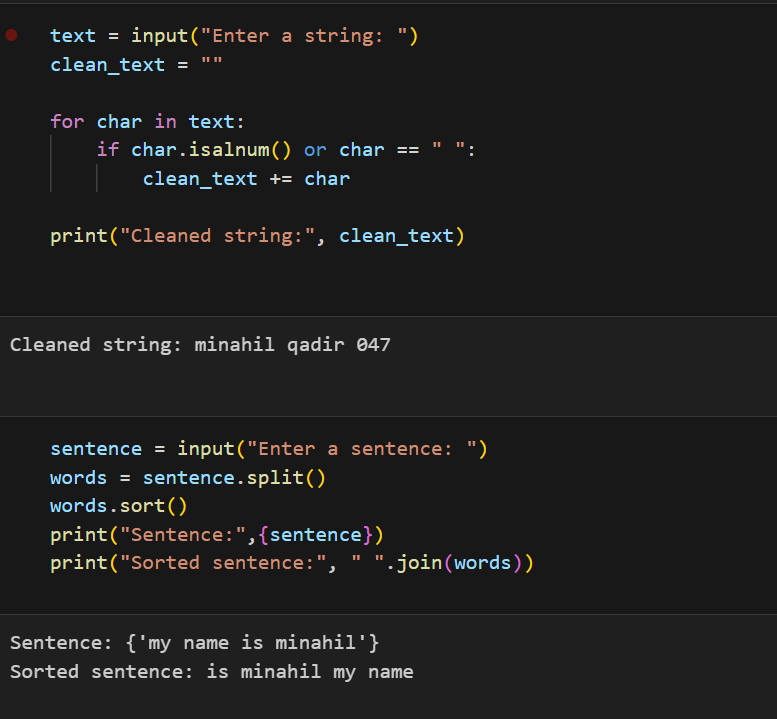 text = input("Enter a string: ")
clean_text = ""
for char in text:
if char.isalnum() or char == " ":
clean_text += char
print("Cleaned string:", clean_text)
Cleaned string: minahil qadir 047
sentence = input("Enter a sentence: ")
words = sentence.split()
words.sort()
print("Sentence:",{sentence})
print("Sorted sentence:", " ".join(words))
Sentence: {'my name is minahil'}
Sorted sentence: is minahil my name